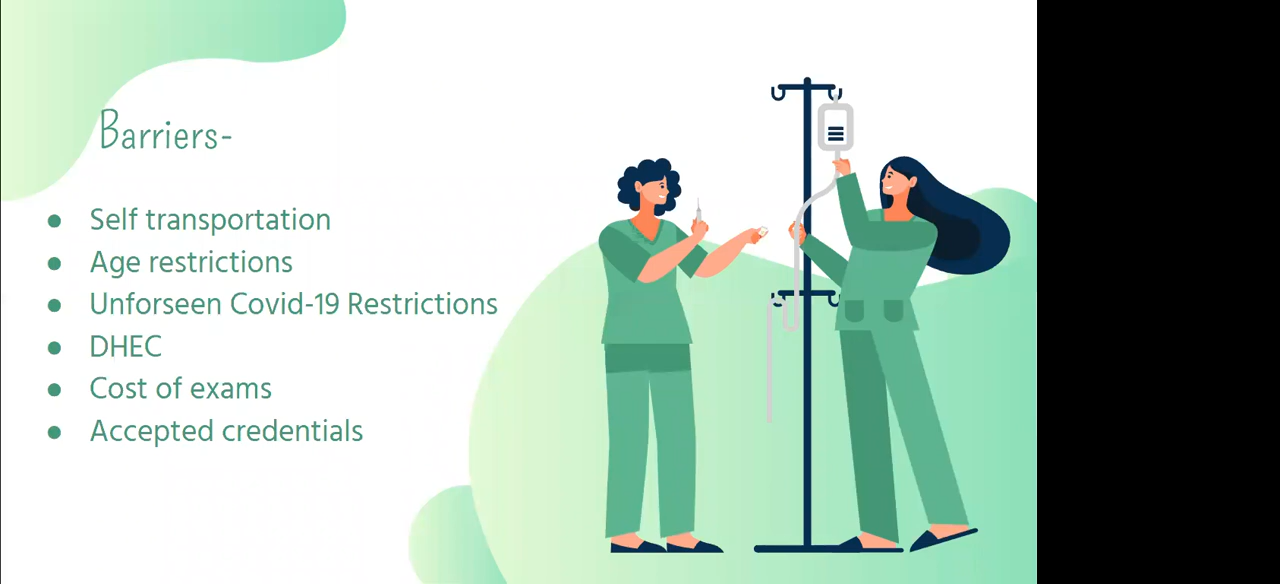 Barriers-
● Self transportation
● Age restrictions
● Unforseen Covid-19 Restrictions
● DHEC
● Cost of exams
● Accepted credentials